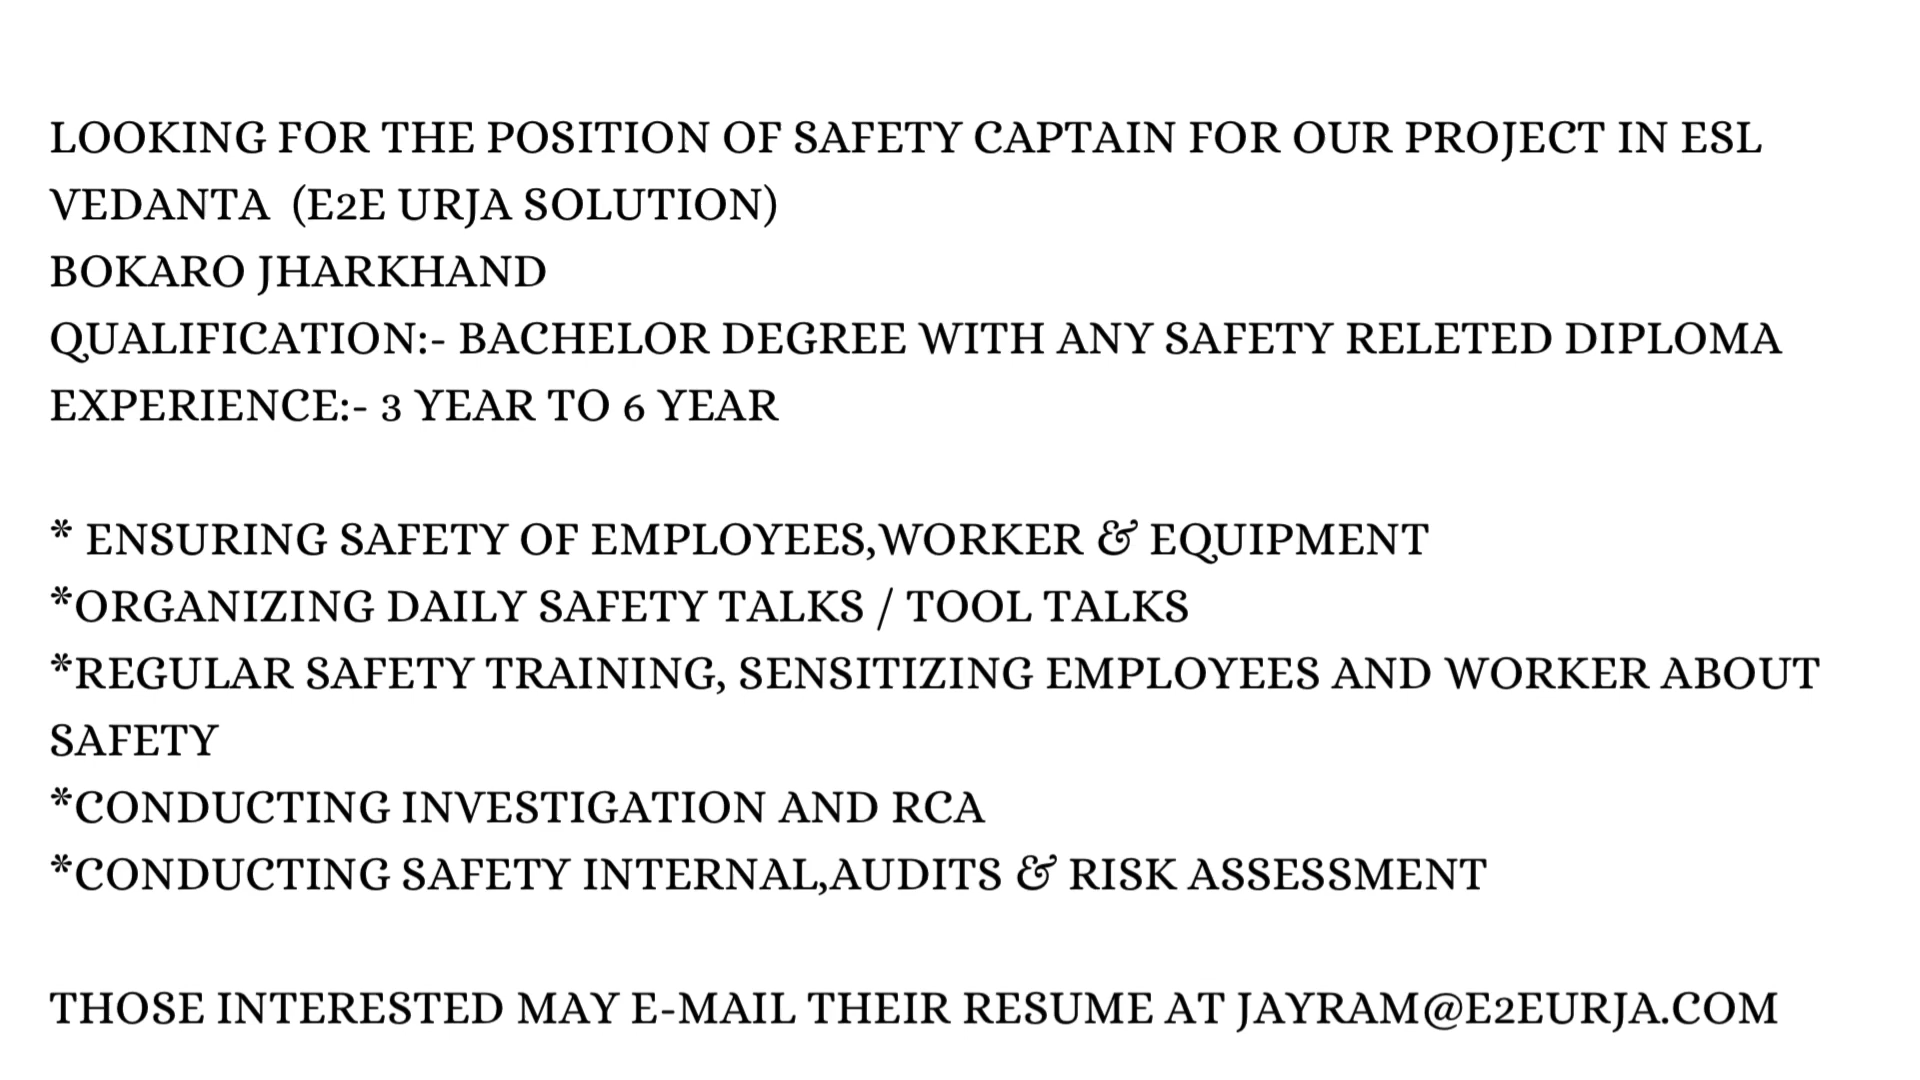 LOOKING FOR THE POSITION OF SAFETY CAPTAIN FOR OUR PROJECT IN ESL
VEDANTA (E2E URJA SOLUTION)
BOKARO JHARKHAND
QUALIFICATION:- BACHELOR DEGREE WITH ANY SAFETY RELETED DIPLOMA
EXPERIENCE:- 3 YEAR TO 6 YEAR
* ENSURING SAFETY OF EMPLOYEES,WORKER & EQUIPMENT
*ORGANIZING DAILY SAFETY TALKS / TOOL TALKS
*REGULAR SAFETY TRAINING, SENSITIZING EMPLOYEES AND WORKER ABOUT
SAFETY
*CONDUCTING INVESTIGATION AND RCA
*CONDUCTING SAFETY INTERNAL,AUDITS & RISK ASSESSMENT
THOSE INTERESTED MAY E-MAIL THEIR RESUME AT JAYRAM@E2EURJA.COM